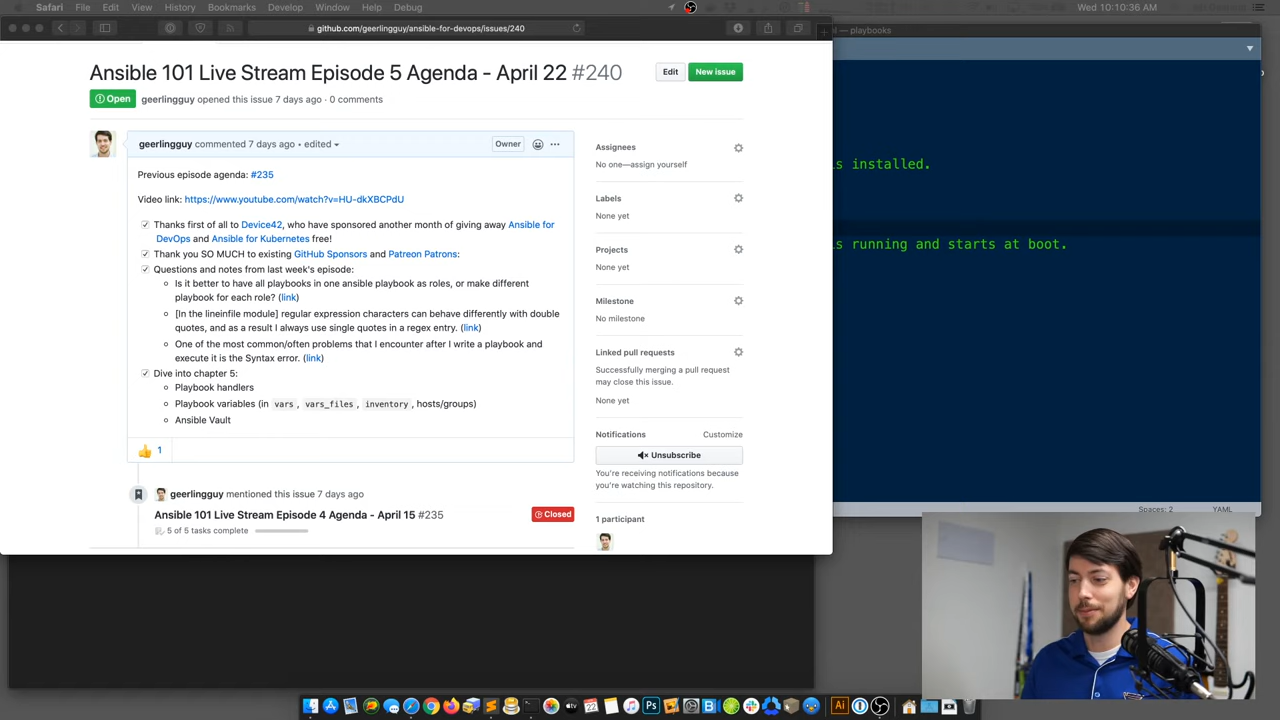 Safari File Edit View History Bookmarks Develop Window Help Debug
Wed 10:10:36 AM
github.com/geerlingguy/ansible-for-devops/issues/240
playbooks
Ansible 101 Live Stream Episode 5 Agenda - April 22 #240
Edit
New issue
Open
geerlingguy opened this issue 7 days ago · 0 comments
geerlingguy commented 7 days ago • edited
Owner
Previous episode agenda: #235
Video link: https://www.youtube.com/watch?v=HU-dkXBCPdU
Thanks first of all to Device42, who have sponsored another month of giving away Ansible for
DevOps and Ansible for Kubernetes free!
Thank you SO MUCH to existing GitHub Sponsors and Patreon Patrons:
Questions and notes from last week's episode:
Is it better to have all playbooks in one ansible playbook as roles, or make different
playbook for each role? (link)
[In the lineinfile module] regular expression characters can behave differently with double
quotes, and as a result I always use single quotes in a regex entry. (link)
One of the most common/often problems that I encounter after I write a playbook and
execute it is the Syntax error. (link)
Dive into chapter 5:
Playbook handlers
Playbook variables (in vars, vars_files, inventory, hosts/groups)
Ansible Vault
1
geerlingguy mentioned this issue 7 days ago
Ansible 101 Live Stream Episode 4 Agenda - April 15 #235
Closed
5 of 5 tasks complete
Assignees
No one—assign yourself
Labels
None yet
Projects
None yet
Milestone
No milestone
Linked pull requests
Successfully merging a pull request
may close this issue.
None yet
Notifications
Customize
Unsubscribe
You're receiving notifications because
you're watching this repository.
1 participant
s installed.
s running and starts at boot.
Spaces: 2
YAML
22
Ps
Ai